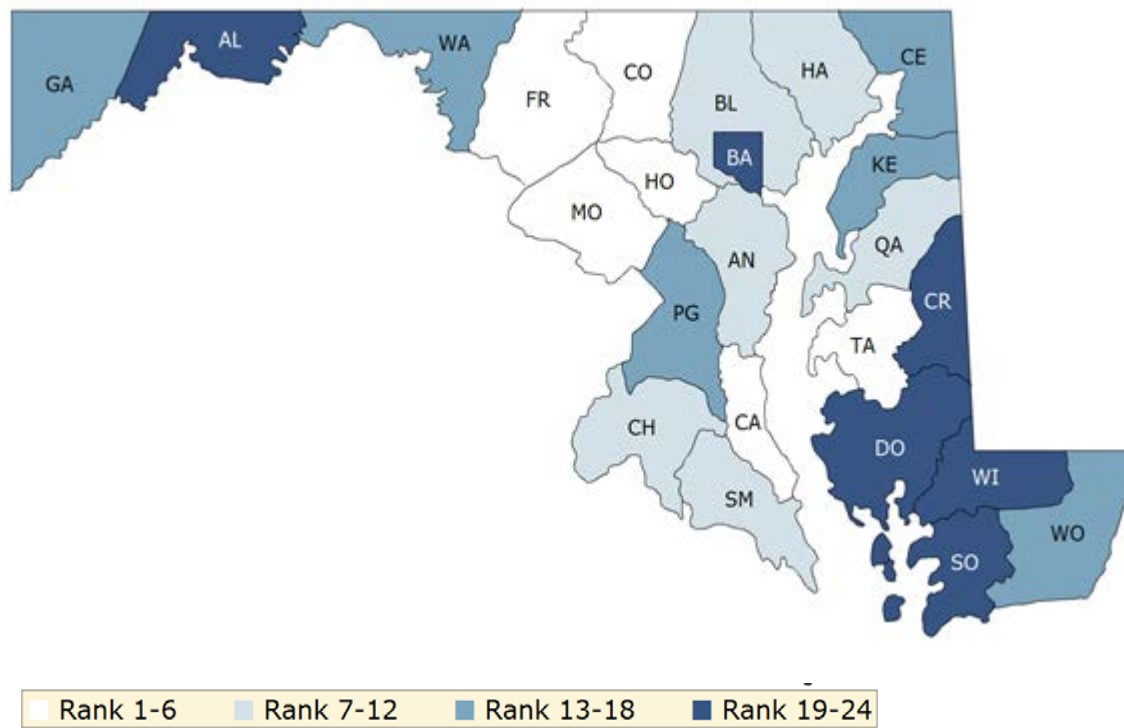 AL
WA
CE
GA
CO
HA
FR
BL
BA
KE
HO
MO
QA
AN
CR
PG
TA
CA
CH
DO
WI
SM
WO
SO
Rank 1-6 Rank 7-12 Rank 13-18 Rank 19-24